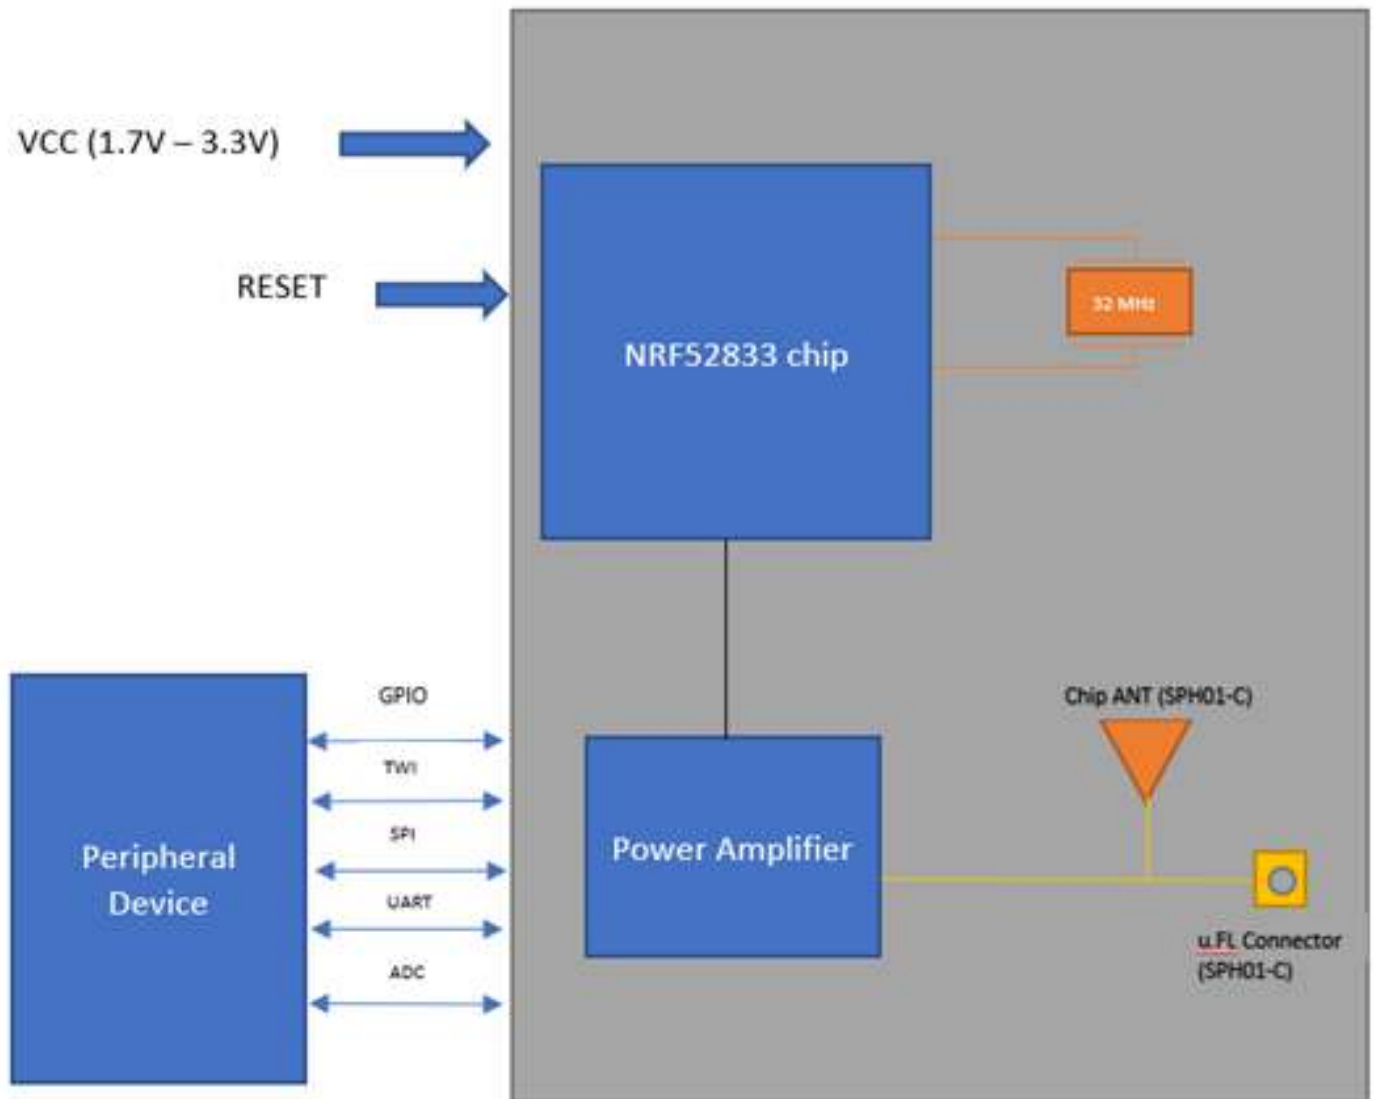 VCC (1.7V – 3.3V)
RESET
NRF52833 chip
32 MHz
GPIO
TWI
SPI
UART
ADC
Peripheral
Device
Power Amplifier
Chip ANT (SPH01-C)
u.FL Connector
(SPH01-C)